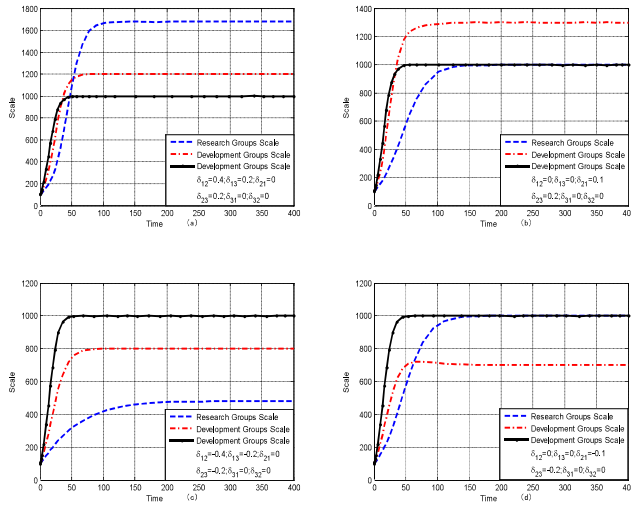 1800
1600
1400
1200
1000
800
600
400
200
0
Scale
Research Groups Scale
Development Groups Scale
Development Groups Scale
δ12=0.4;δ13=0.2;δ21=0
δ23=0.2;δ31=0;δ32=0
0 50 100 150 200 250 300 350 400
Time
(a)
1400
1200
1000
800
600
400
200
0
Scale
Research Groups Scale
Development Groups Scale
Development Groups Scale
δ12=0;δ13=0;δ21=0.1
δ23=0.2;δ31=0;δ32=0
0 50 100 150 200 250 300 350 40
Time
(b)
1200
1000
800
600
400
200
0
Scale
Research Groups Scale
Development Groups Scale
Development Groups Scale
δ12=-0.4;δ13=-0.2;δ21=0
δ23=-0.2;δ31=0;δ32=0
0 50 100 150 200 250 300 350 400
Time
(c)
1200
1000
800
600
400
200
0
Scale
Research Groups Scale
Development Groups Scale
Development Groups Scale
δ12=0;δ13=0;δ21=-0.1
δ23=-0.2;δ31=0;δ32=0
0 50 100 150 200 250 300 350 40
Time
(d)